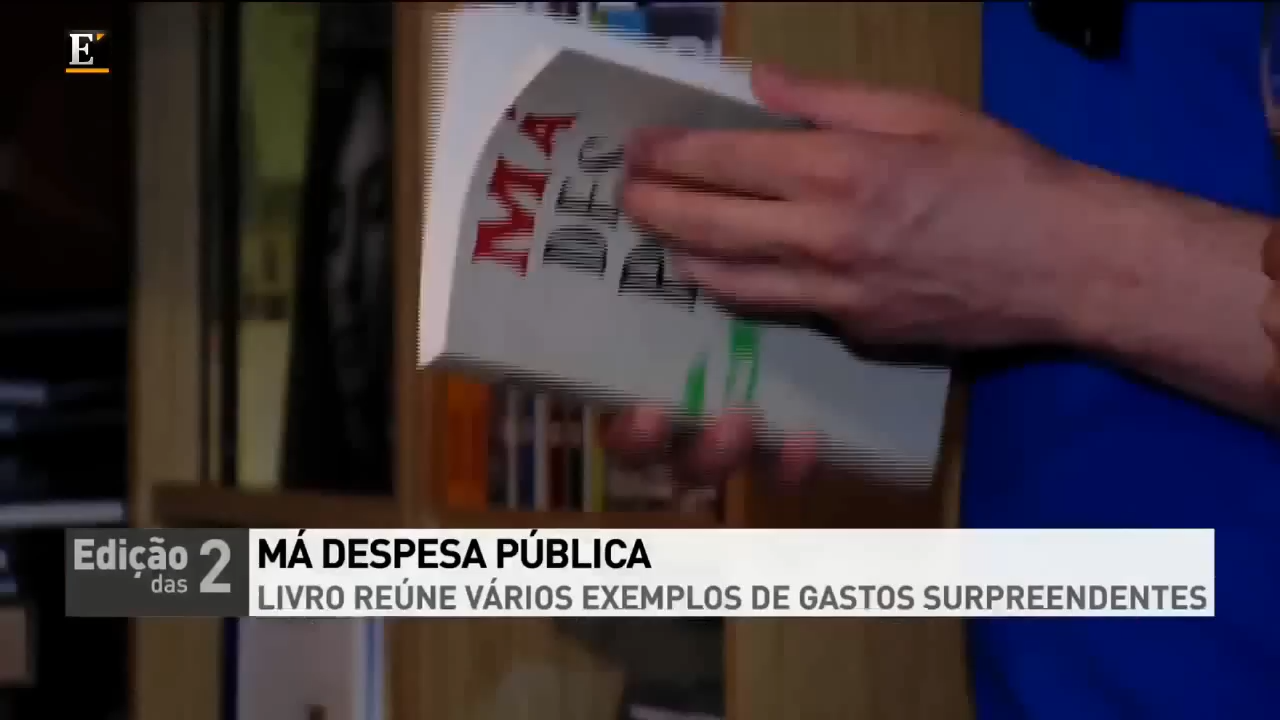 E
MÁ
Edição
das 2
MÁ DESPESA PÚBLICA
LIVRO REÚNE VÁRIOS EXEMPLOS DE GASTOS SURPREENDENTES